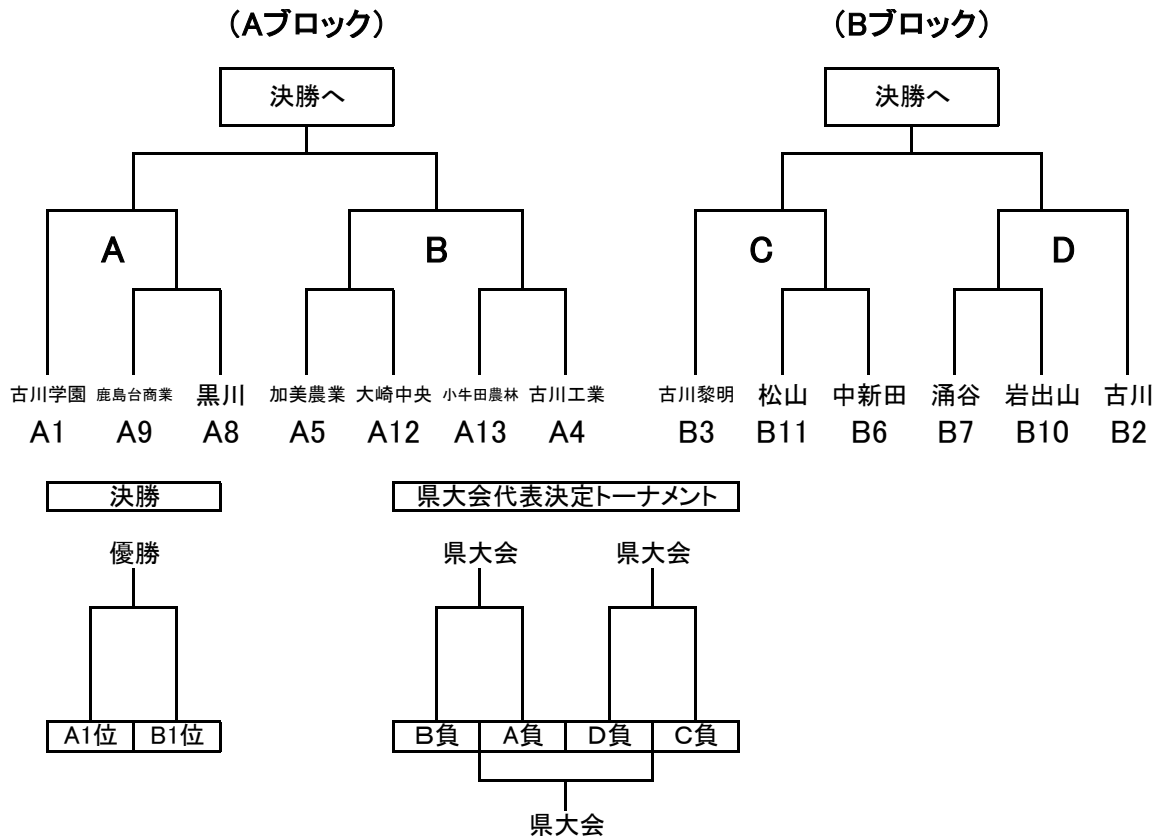 （Aブロック） （Bブロック）
決勝へ 決勝へ
A B C D
古川学園 鹿島台商業 黒川 加美農業 大崎中央 小牛田農林 古川工業 古川黎明 松山 中新田 涌谷 岩出山 古川
A1 A9 A8 A5 A12 A13 A4 B3 B11 B6 B7 B10 B2
決勝 県大会代表決定トーナメント
優勝 県大会 県大会
A1位 B1位 B負 A負 D負 C負
県大会